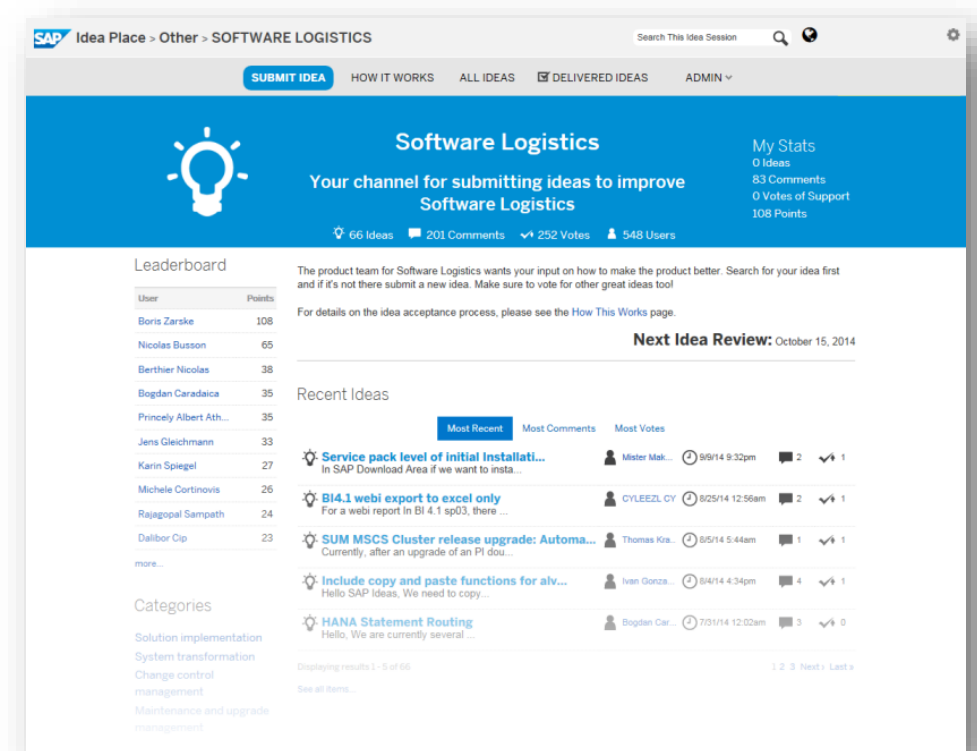 SAP Idea Place > Other > SOFTWARE LOGISTICS
Search This Idea Session
SUBMIT IDEA HOW IT WORKS ALL IDEAS DELIVERED IDEAS ADMIN
Software Logistics
Your channel for submitting ideas to improve
Software Logistics
66 Ideas 201 Comments 252 Votes 548 Users
My Stats
0 Ideas
83 Comments
0 Votes of Support
108 Points
Leaderboard
User Points
Boris Zarske 108
Nicolas Busson 65
Berthier Nicolas 38
Bogdan Caradaica 35
Princely Albert Ath... 35
Jens Gleichmann 33
Karin Spiegel 27
Michele Cortinovis 26
Rajagopal Sampath 24
Dalibor Cip 23
more...
Categories
Solution implementation
System transformation
Change control
management
Maintenance and upgrade
management
The product team for Software Logistics wants your input on how to make the product better. Search for your idea first
and if it's not there submit a new idea. Make sure to vote for other great ideas too!
For details on the idea acceptance process, please see the How This Works page.
Next Idea Review: October 15, 2014
Recent Ideas
Most Recent Most Comments Most Votes
Service pack level of initial Installati... Mister Mak... 9/9/14 9:32pm 2 1
In SAP Download Area if we want to insta...
BI4.1 webi export to excel only CYLEEZL CY 8/25/14 12:56am 2 1
For a webi report In BI 4.1 sp03, there ...
SUM MSCS Cluster release upgrade: Automa... Thomas Kra... 8/5/14 5:44am 1 1
Currently, after an upgrade of an PI dou...
Include copy and paste functions for alv... Ivan Gonza... 8/4/14 4:34pm 4 1
Hello SAP Ideas, We need to copy...
HANA Statement Routing Bogdan Car... 7/31/14 12:02am 3 0
Hello, We are currently several ...
Displaying results 1 - 5 of 66 1 2 3 Next › Last »
See all items...